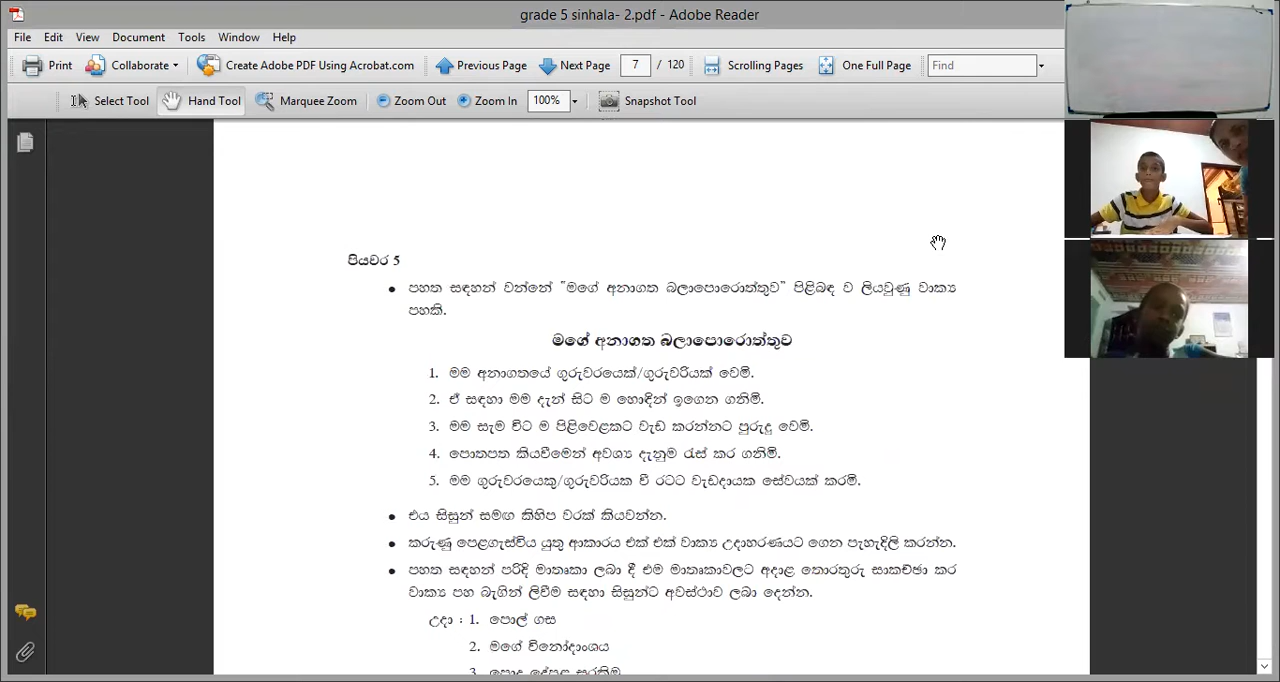 grade 5 sinhala- 2.pdf - Adobe Reader
File Edit View Document Tools Window Help
Print Collaborate Create Adobe PDF Using Acrobat.com Previous Page Next Page 7 / 120 Scrolling Pages One Full Page Find
Select Tool Hand Tool Marquee Zoom Zoom Out Zoom In 100% Snapshot Tool
පියවර 5
• පහත සඳහන් වන්නේ "මගේ අනාගත බලාපොරොත්තුව" පිළිබඳ ව ලියවුණු වාක්‍ය
පහකි.
මගේ අනාගත බලාපොරොත්තුව
1. මම අනාගතයේ ගුරුවරයෙක්/ගුරුවරියක් වෙමි.
2. ඒ සඳහා මම දැන් සිට ම හොඳින් ඉගෙන ගනිමි.
3. මම සැම විට ම පිළිවෙළකට වැඩ කරන්නට පුරුදු වෙමි.
4. පොතපත කියවීමෙන් අවශ්‍ය දැනුම රැස් කර ගනිමි.
5. මම ගුරුවරයෙකු/ගුරුවරියක වී රටට වැඩදායක සේවයක් කරමි.
• එය සිසුන් සමඟ කිහිප වරක් කියවන්න.
• කරුණු පෙළගැස්විය යුතු ආකාරය එක් එක් වාක්‍ය උදාහරණයට ගෙන පැහැදිලි කරන්න.
• පහත සඳහන් පරිදි මාතෘකා ලබා දී එම මාතෘකාවලට අදාළ තොරතුරු සාකච්ඡා කර
වාක්‍ය පහ බැගින් ලිවීම සඳහා සිසුන්ට අවස්ථාව ලබා දෙන්න.
උදා : 1. පොල් ගස
2. මගේ විනෝදාංශය
3. පොදු දේපළ සුරකිමු